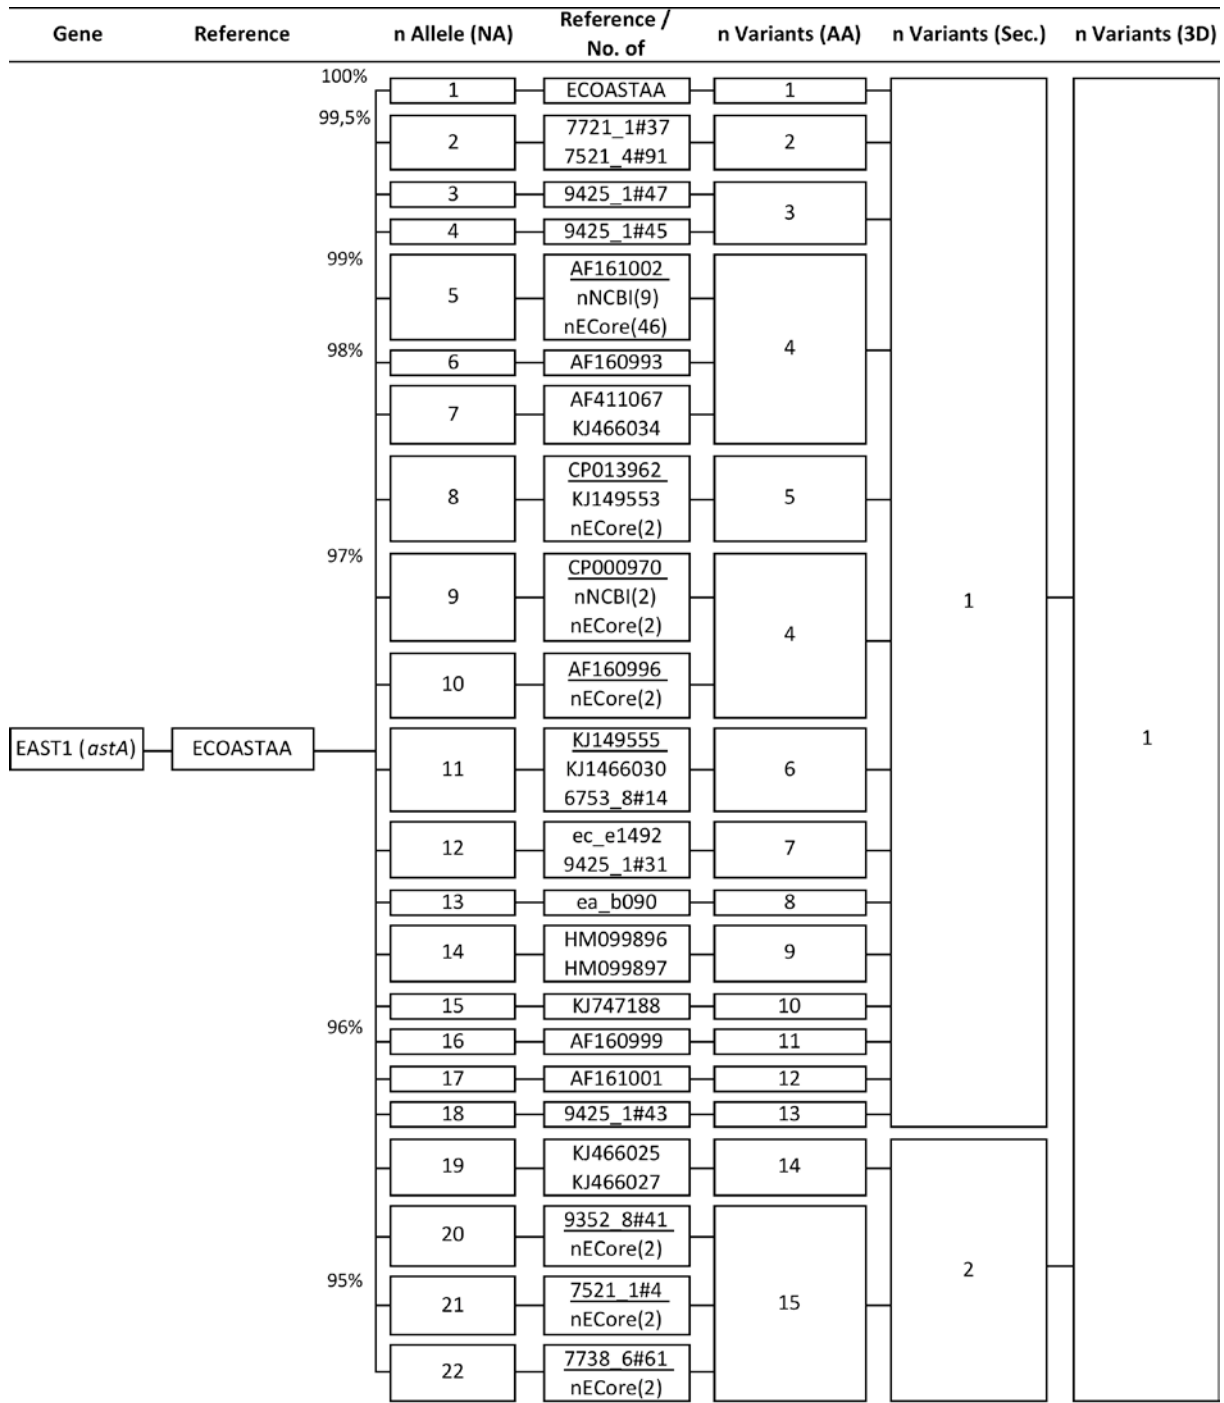 Gene Reference n Allele (NA) Reference / No. of n Variants (AA) n Variants (Sec.) n Variants (3D)
100%
1 ECOASTAA 1
99,5%
2 7721_1#37 2
7521_4#91
3 9425_1#47
3
4 9425_1#45
99%
AF161002
5 nNCBI(9)
nECore(46)
98% 4
6 AF160993
7 AF411067
KJ466034
CP013962
8 KJ149553 5
nECore(2)
97%
CP000970
9 nNCBI(2) 1
nECore(2)
4
10 AF160996
nECore(2)
EAST1 (astA) ECOASTAA 1
KJ149555
11 KJ1466030 6
6753_8#14
12 ec_e1492 7
9425_1#31
13 ea_b090 8
14 HM099896 9
HM099897
15 KJ747188 10
96%
16 AF160999 11
17 AF161001 12
18 9425_1#43 13
19 KJ466025 14
KJ466027
20 9352_8#41
nECore(2)
2
95%
21 7521_1#4 15
nECore(2)
22 7738_6#61
nECore(2)